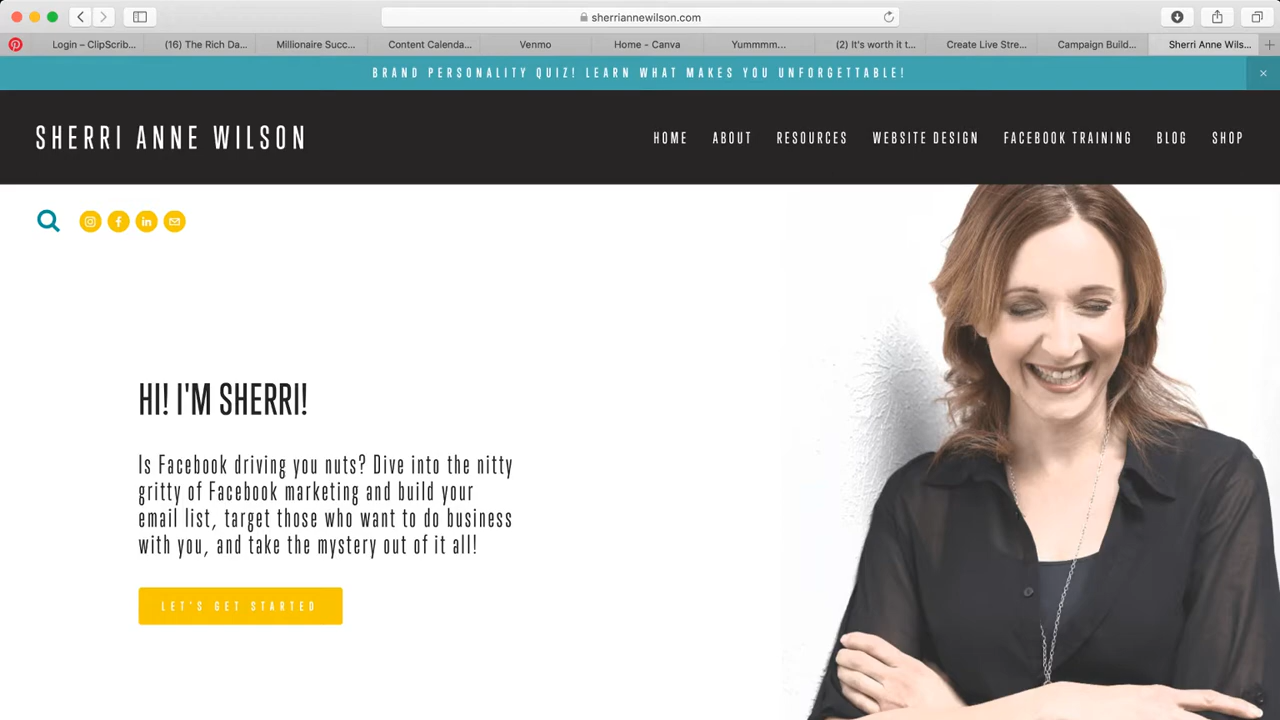 sherriannewilson.com
Login – ClipScrib...
(16) The Rich Da...
Millionaire Succ...
Content Calenda...
Venmo
Home - Canva
Yummmm...
(2) It's worth it t...
Create Live Stre...
Campaign Build...
Sherri Anne Wils...
BRAND PERSONALITY QUIZ! LEARN WHAT MAKES YOU UNFORGETTABLE!
SHERRI ANNE WILSON
HOME ABOUT RESOURCES WEBSITE DESIGN FACEBOOK TRAINING BLOG SHOP
HI! I'M SHERRI!
Is Facebook driving you nuts? Dive into the nitty
gritty of Facebook marketing and build your
email list, target those who want to do business
with you, and take the mystery out of it all!
LET'S GET STARTED